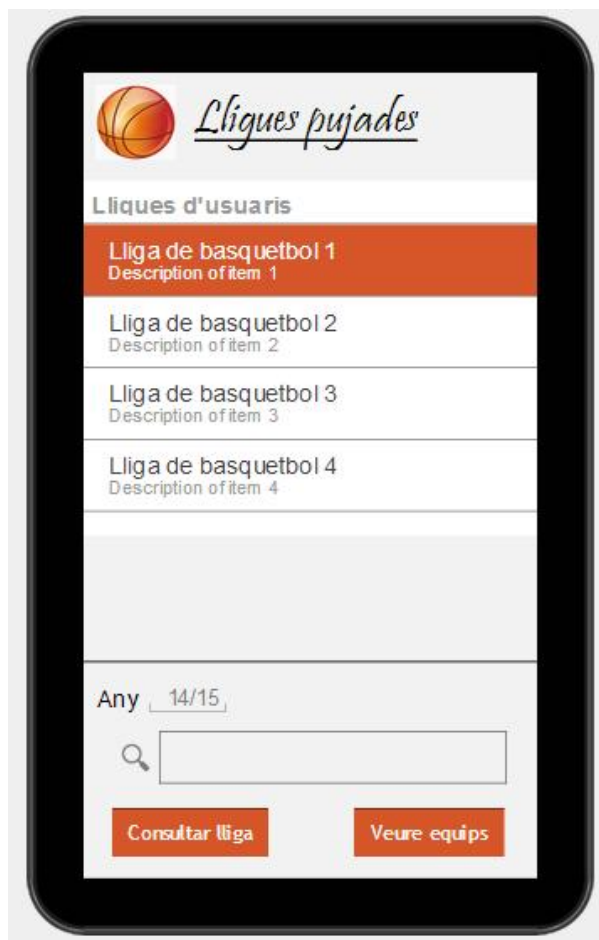 Lligues pujades
Lliques d'usuaris
Lliga de basquetbol 1
Description of item 1
Lliga de basquetbol 2
Description of item 2
Lliga de basquetbol 3
Description of item 3
Lliga de basquetbol 4
Description of item 4
Any 14/15
Consultar lliga Veure equips